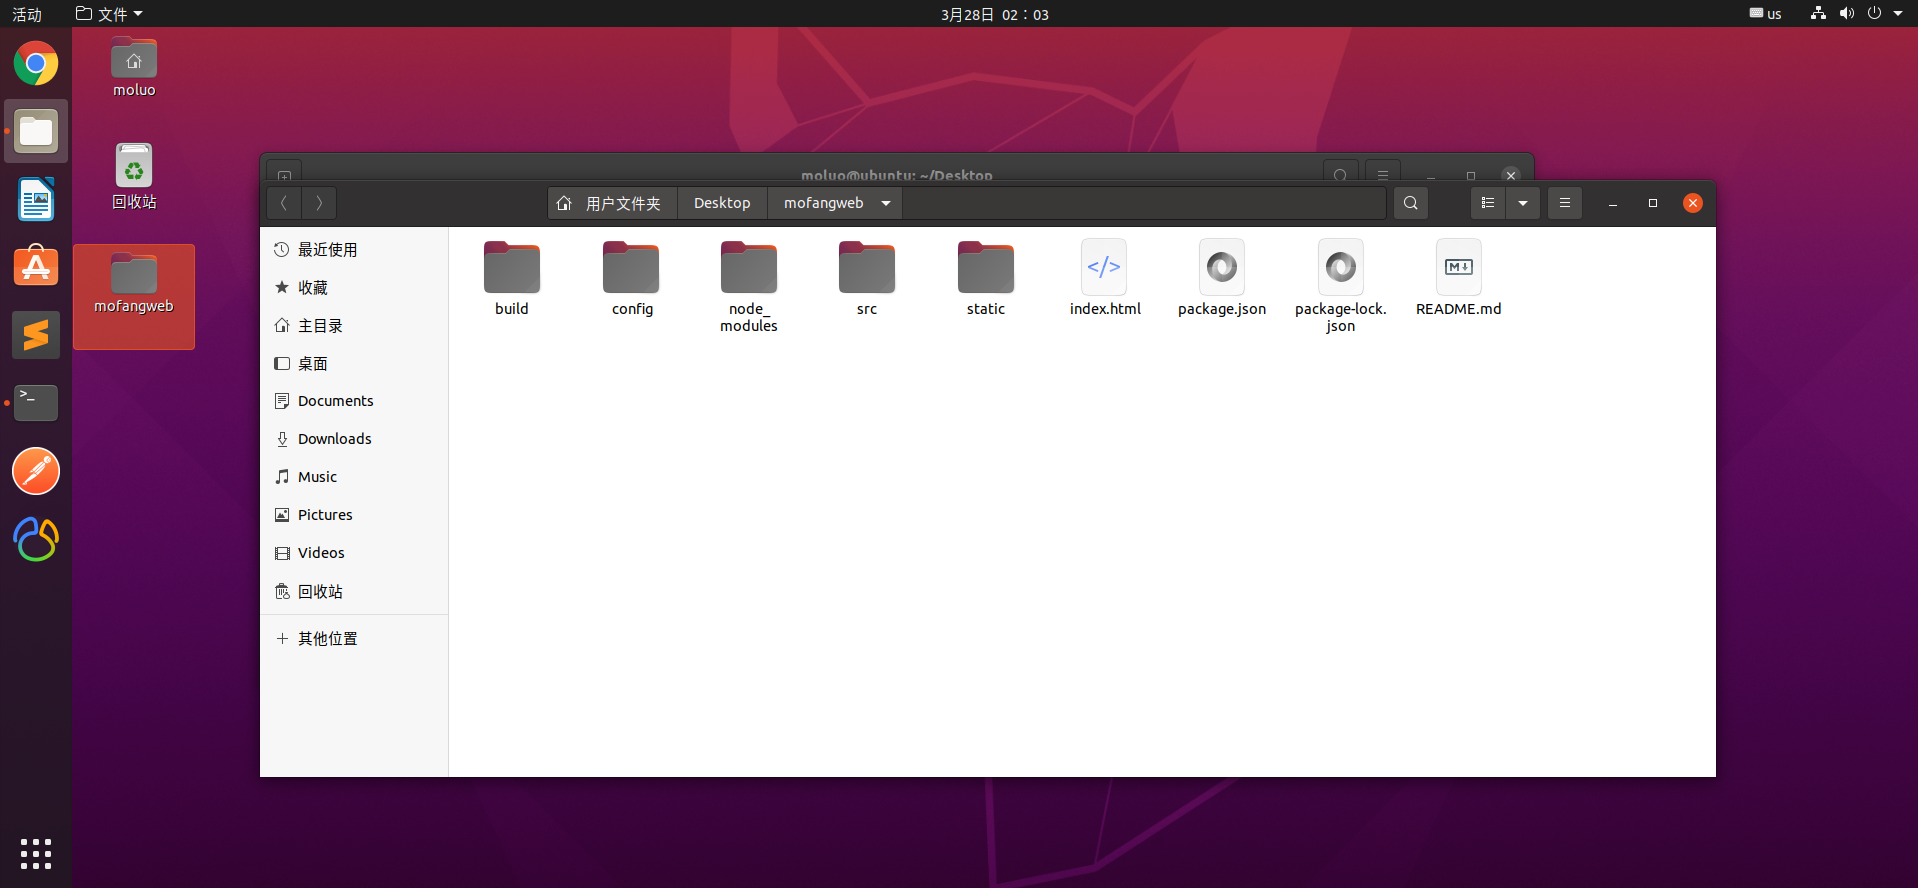 活动
文件
3月28日 02：03
us
moluo
回收站
mofangweb
moluo@ubuntu: ~/Desktop
用户文件夹
Desktop
mofangweb
最近使用
收藏
主目录
桌面
Documents
Downloads
Music
Pictures
Videos
回收站
其他位置
build
config
node_
modules
src
static
index.html
package.json
package-lock.
json
README.md